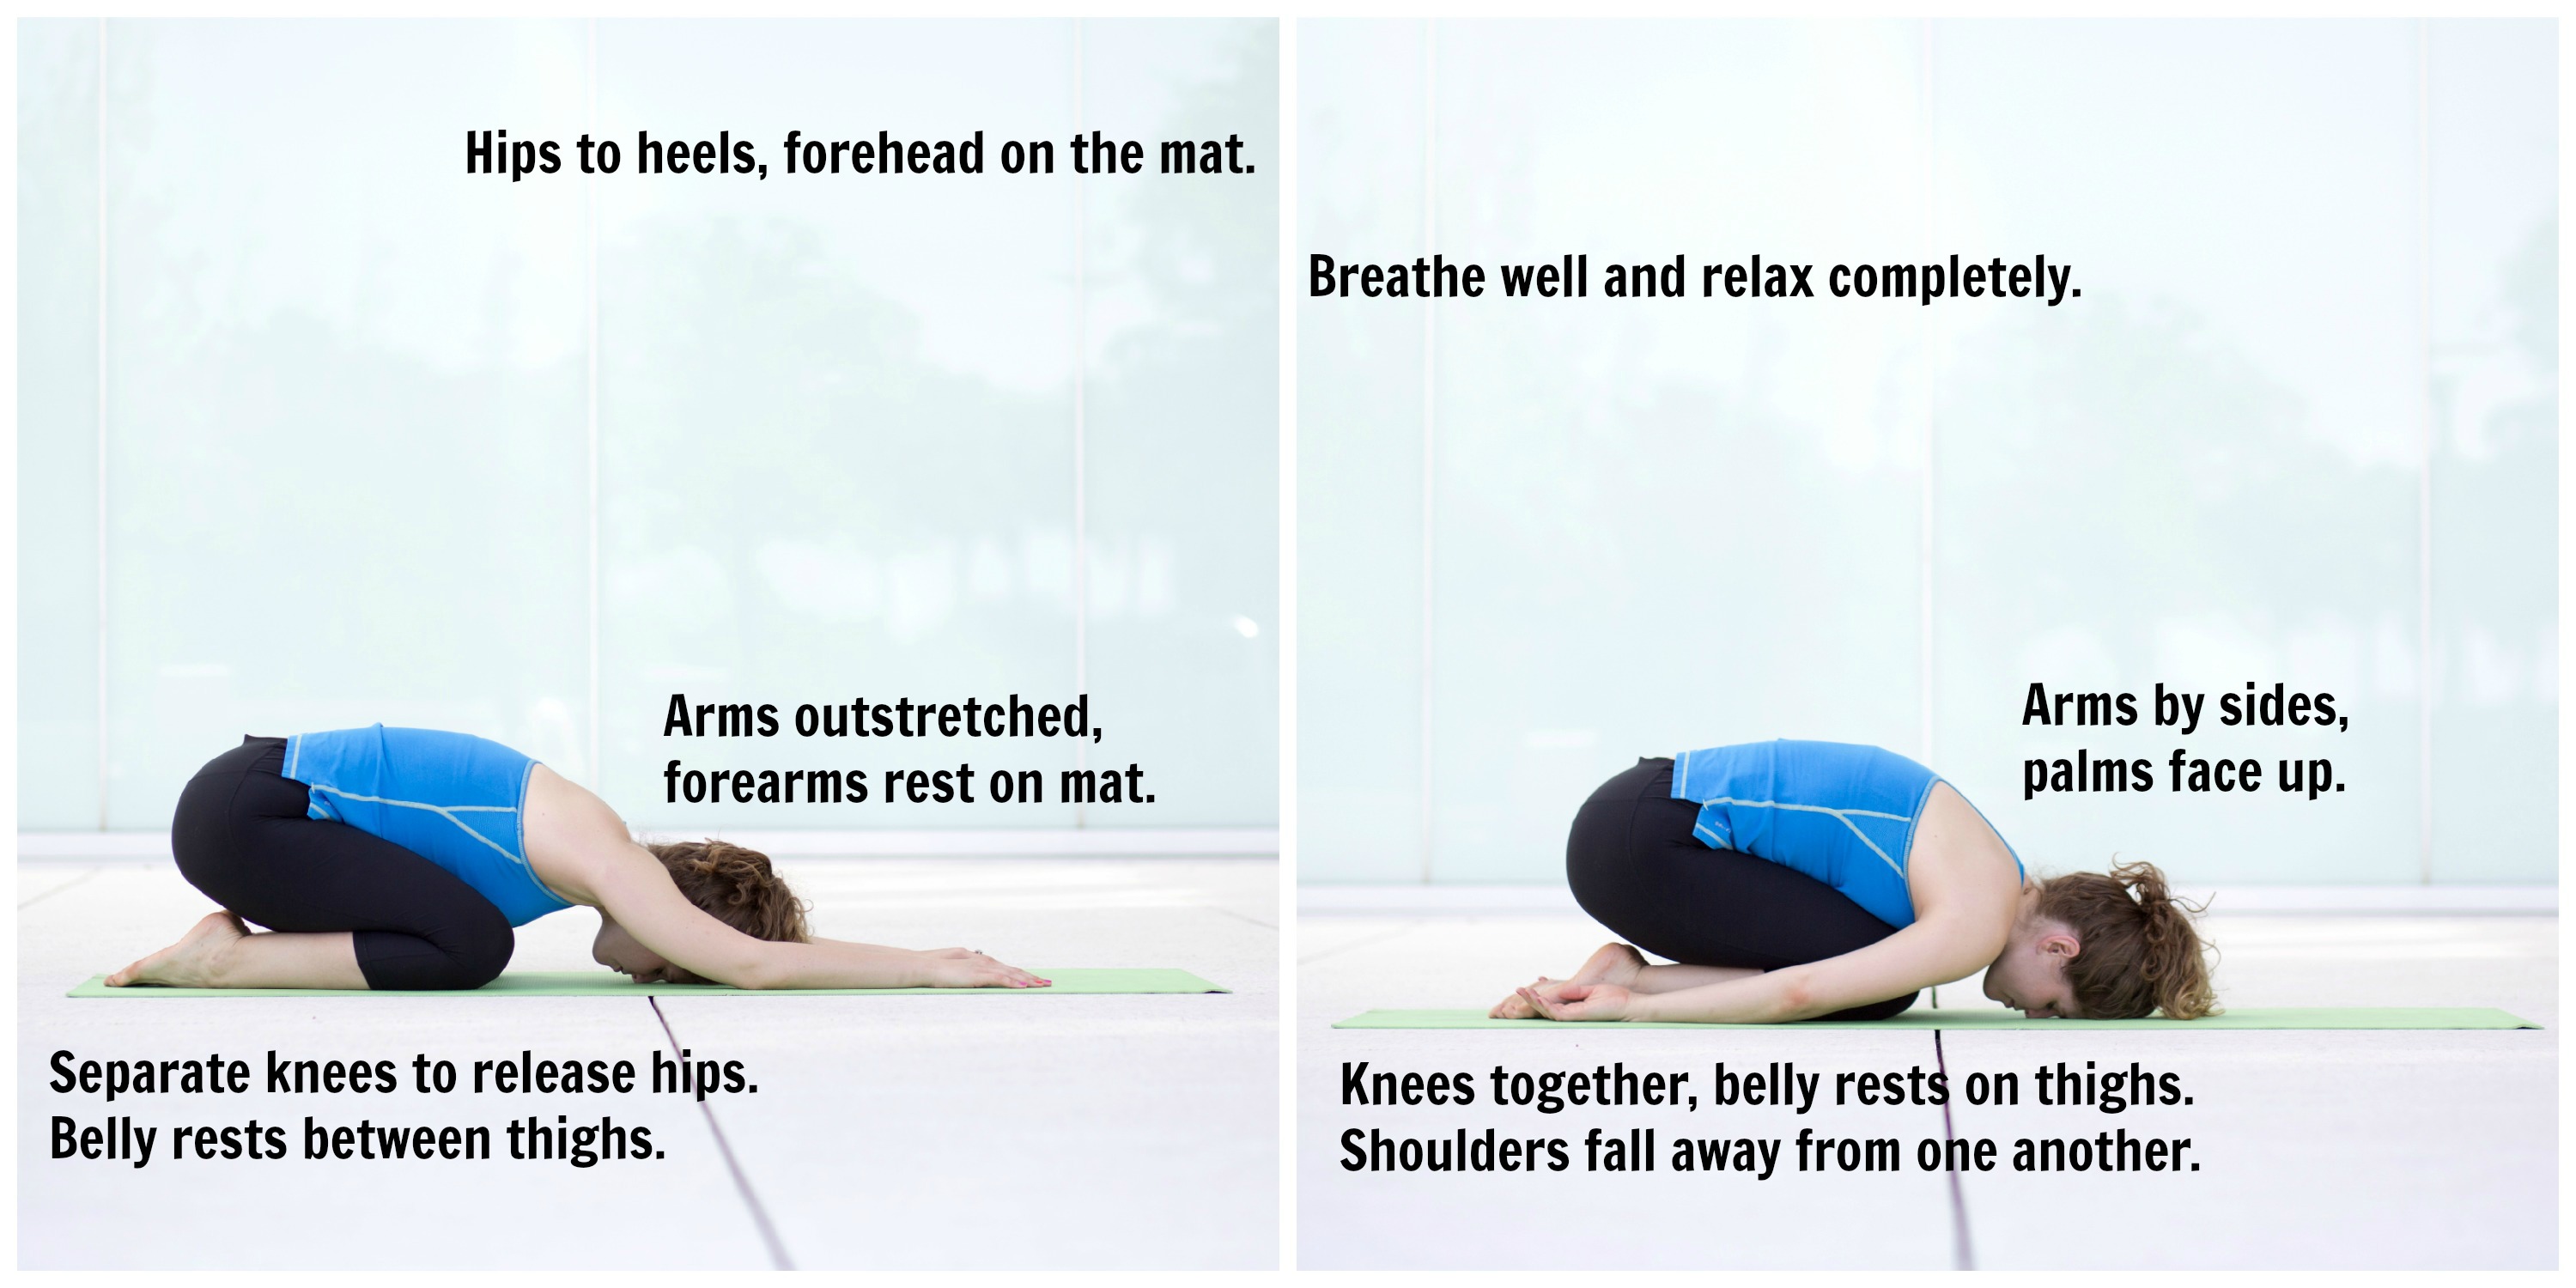 Hips to heels, forehead on the mat.
Arms outstretched,
forearms rest on mat.
Separate knees to release hips.
Belly rests between thighs.
Breathe well and relax completely.
Arms by sides,
palms face up.
Knees together, belly rests on thighs.
Shoulders fall away from one another.